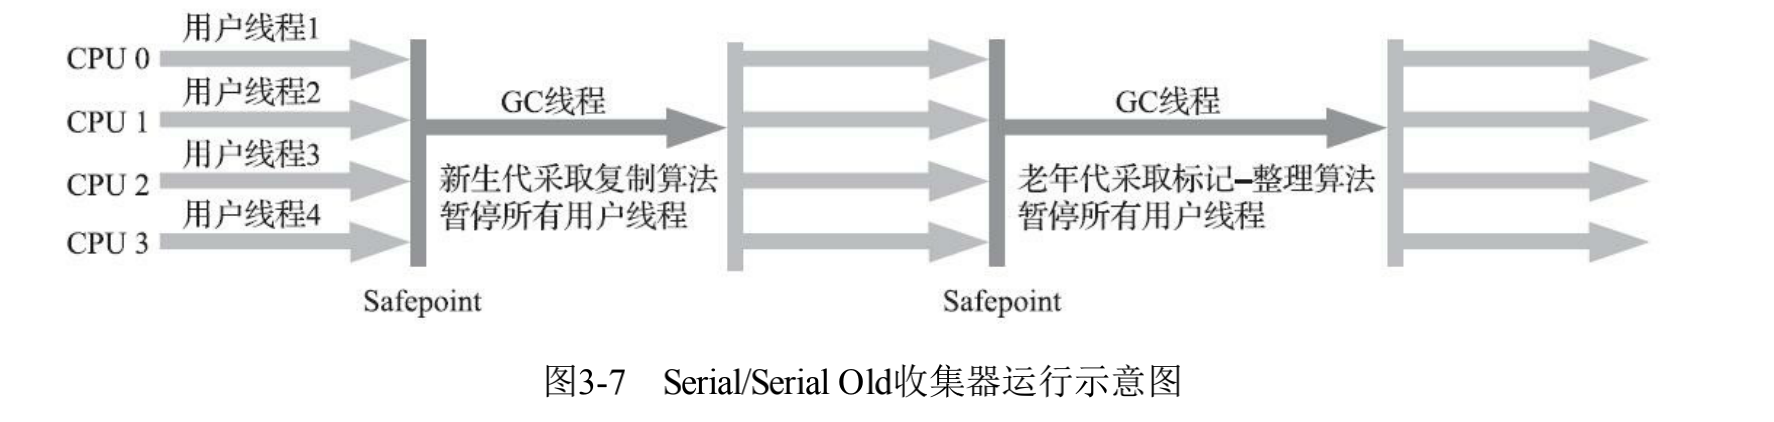 用户线程1
CPU 0
用户线程2
CPU 1
用户线程3
CPU 2
用户线程4
CPU 3
GC线程
新生代采取复制算法
暂停所有用户线程
GC线程
老年代采取标记–整理算法
暂停所有用户线程
Safepoint
Safepoint
图3-7 Serial/Serial Old收集器运行示意图